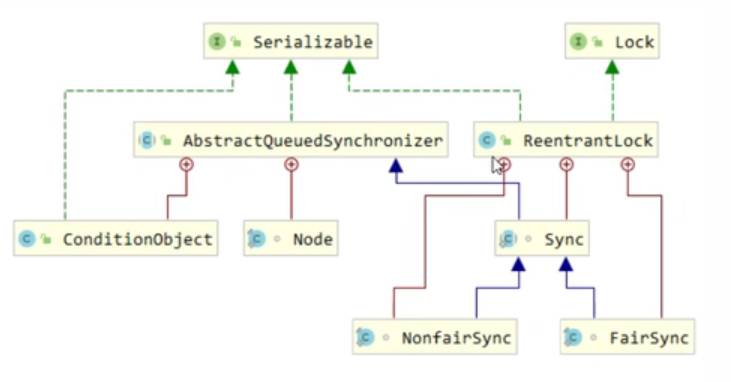 Serializable
Lock
AbstractQueuedSynchronizer
ReentrantLock
ConditionObject
Node
Sync
NonfairSync
FairSync